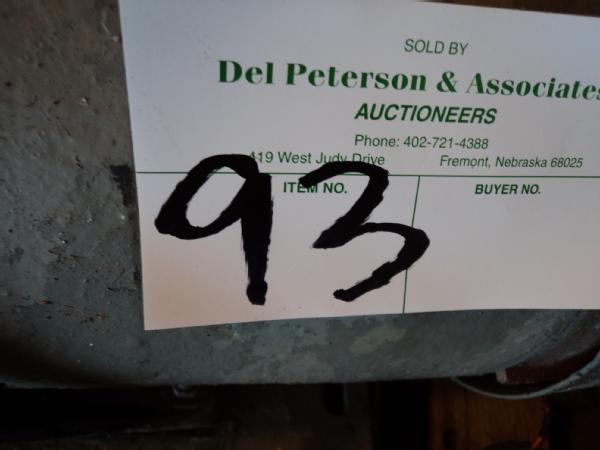 SOLD BY
Del Peterson & Associates
AUCTIONEERS
Phone: 402-721-4388
419 West Judy Drive Fremont, Nebraska 68025
ITEM NO. BUYER NO.
93